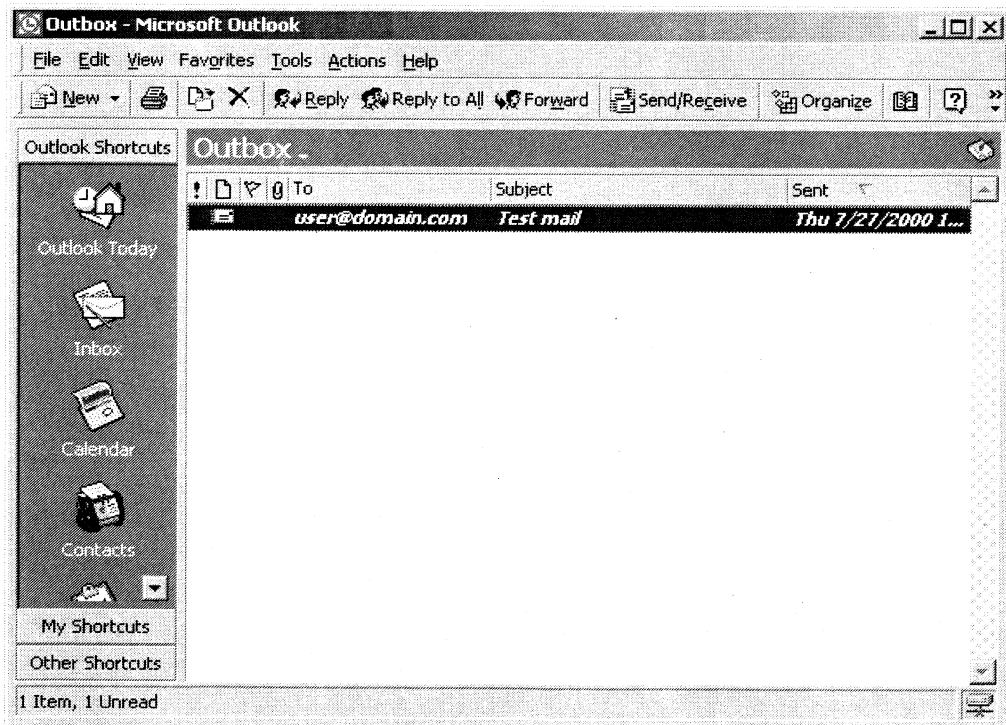 Outbox - Microsoft Outlook
File Edit View Favorites Tools Actions Help
New Reply Reply to All Forward Send/Receive Organize
Outlook Shortcuts
Outbox
! To Subject Sent
user@domain.com Test mail Thu 7/27/2000 1...
Outlook Today
Inbox
Calendar
Contacts
My Shortcuts
Other Shortcuts
1 Item, 1 Unread